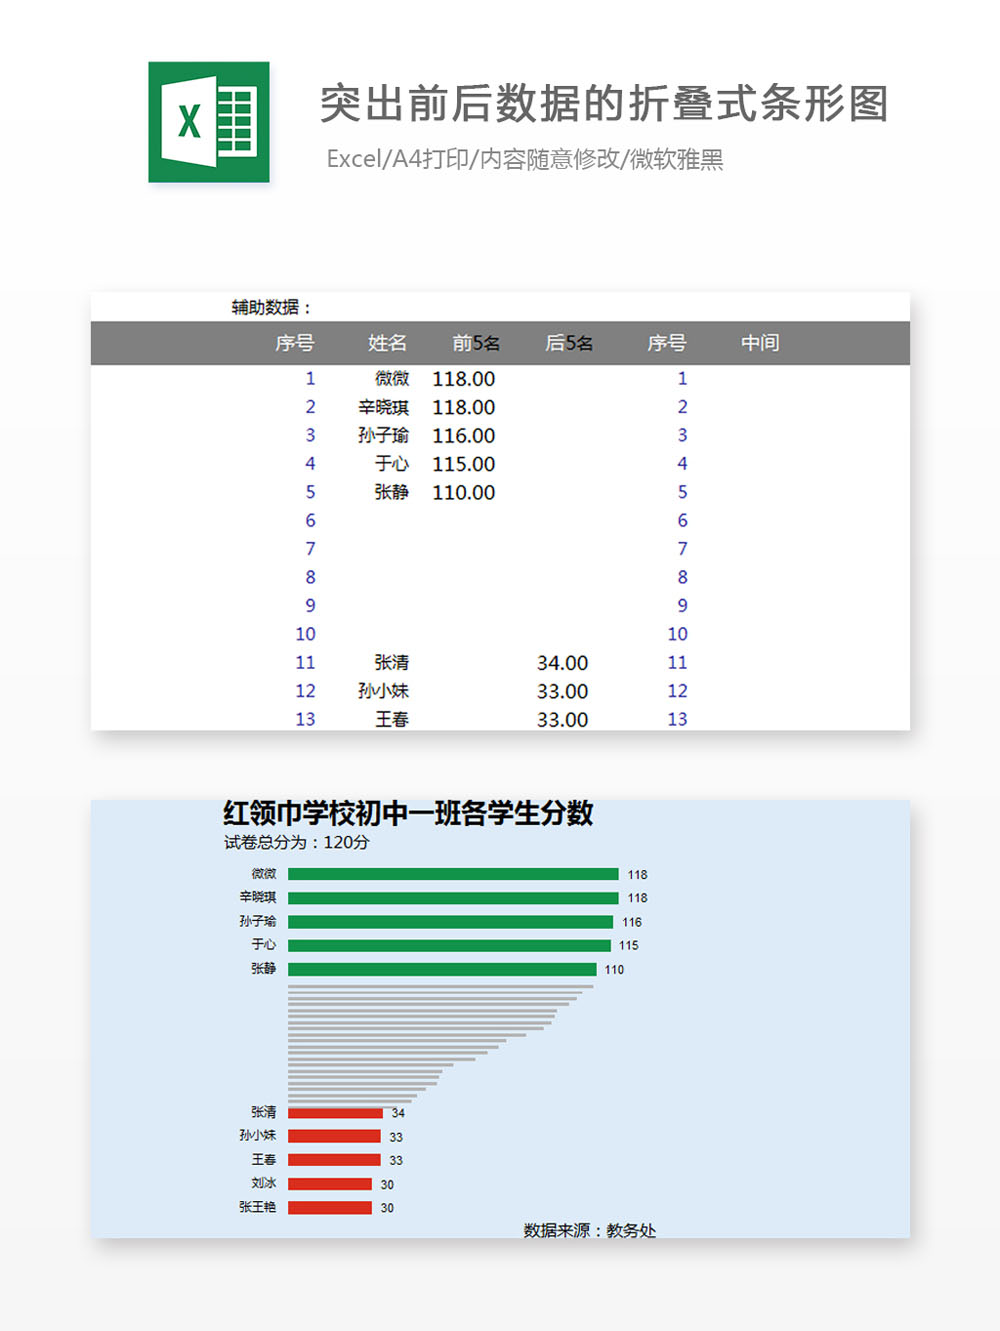 突出前后数据的折叠式条形图
Excel/A4打印/内容随意修改/微软雅黑
X
辅助数据：
序号 姓名 前5名 后5名 序号 中间
1 微微 118.00 1
2 辛晓琪 118.00 2
3 孙子瑜 116.00 3
4 于心 115.00 4
5 张静 110.00 5
6 6
7 7
8 8
9 9
10 10
11 张清 34.00 11
12 孙小妹 33.00 12
13 王春 33.00 13
红领巾学校初中一班各学生分数
试卷总分为：120分
微微 118
辛晓琪 118
孙子瑜 116
于心 115
张静 110
张清 34
孙小妹 33
王春 33
刘冰 30
张王艳 30
数据来源：教务处